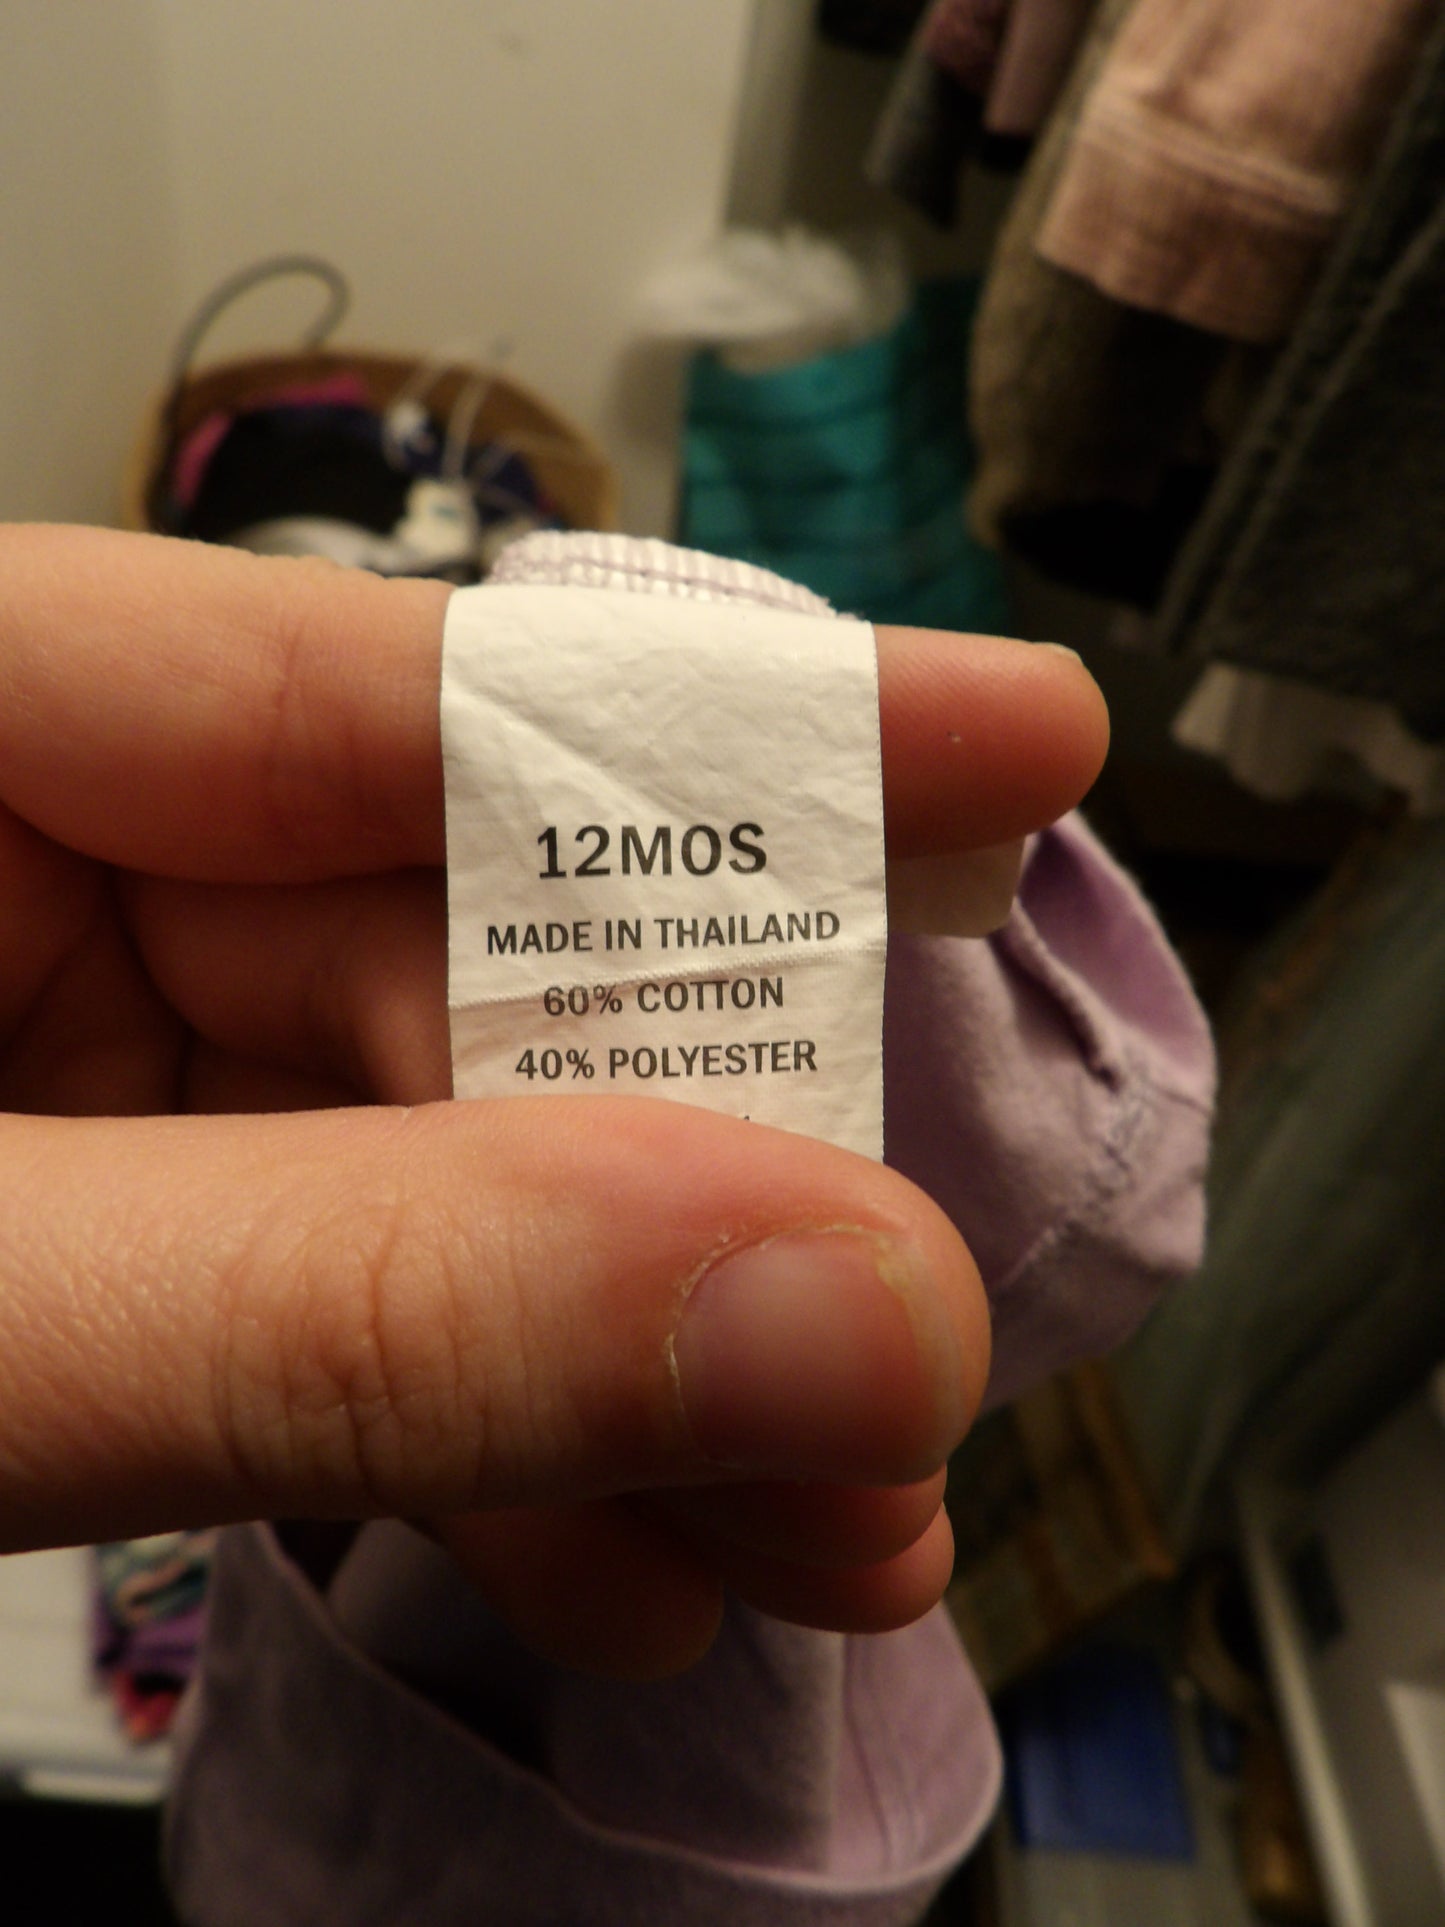 12MOS
MADE IN THAILAND
60% COTTON
40% POLYESTER